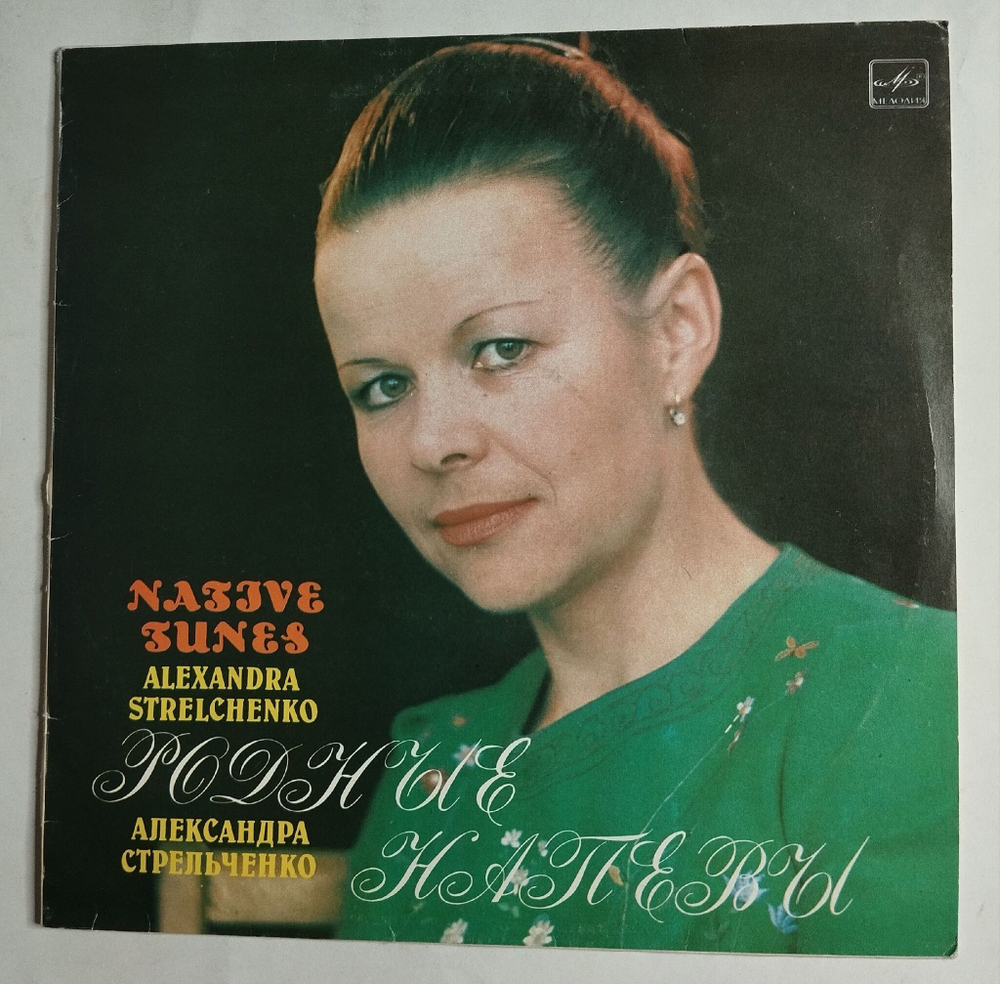 МЕЛОДИЯ
NATIVE
TUNES
ALEXANDRA
STRELCHENKO
РОДНЫЕ
АЛЕКСАНДРА
СТРЕЛЬЧЕНКО
НАПЕВЫ